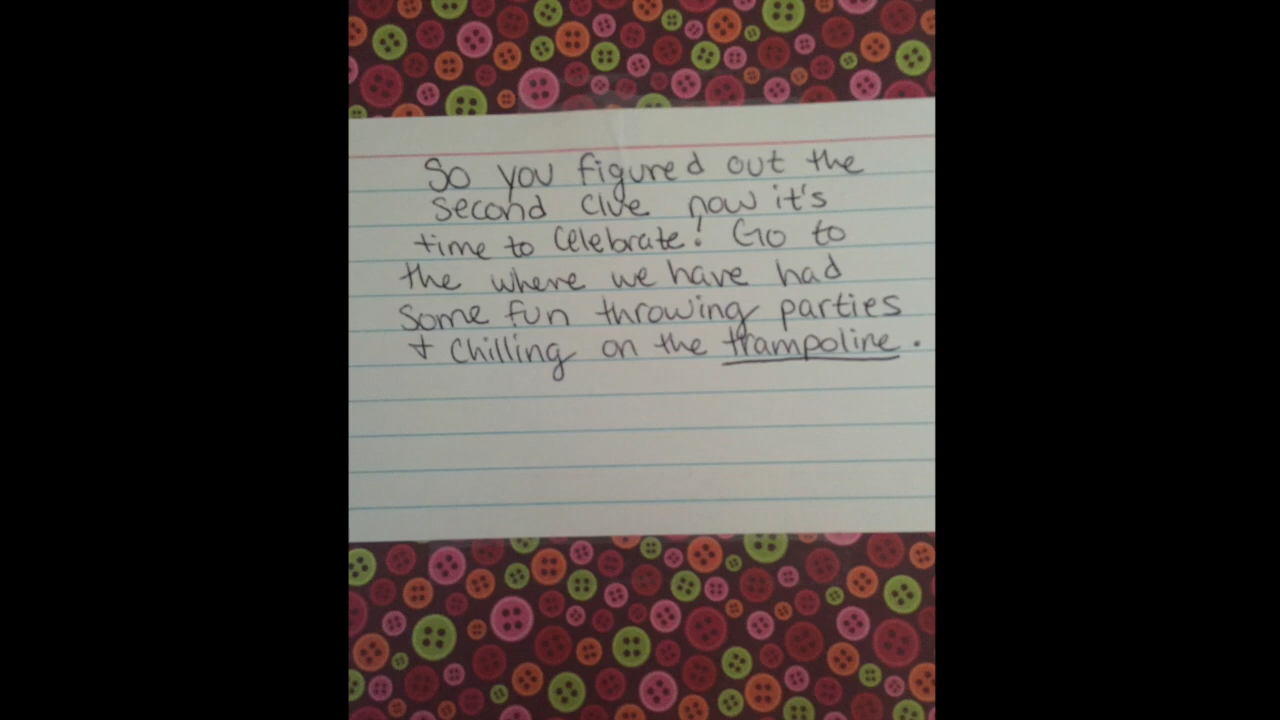 So you figured out the
second clue now it's
time to celebrate! Go to
the where we have had
some fun throwing parties
+ chilling on the trampoline.